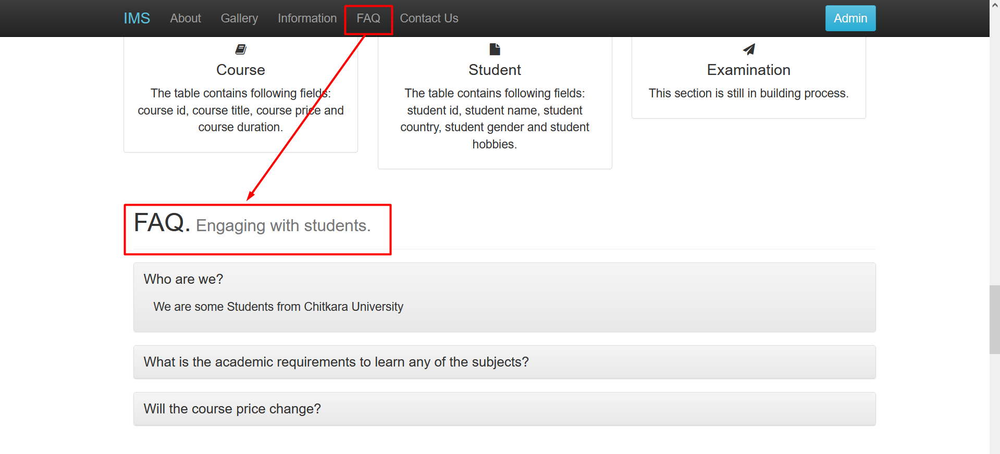 IMS About Gallery Information FAQ Contact Us Admin
Course
The table contains following fields:
course id, course title, course price and
course duration.
Student
The table contains following fields:
student id, student name, student
country, student gender and student
hobbies.
Examination
This section is still in building process.
FAQ. Engaging with students.
Who are we?
We are some Students from Chitkara University
What is the academic requirements to learn any of the subjects?
Will the course price change?